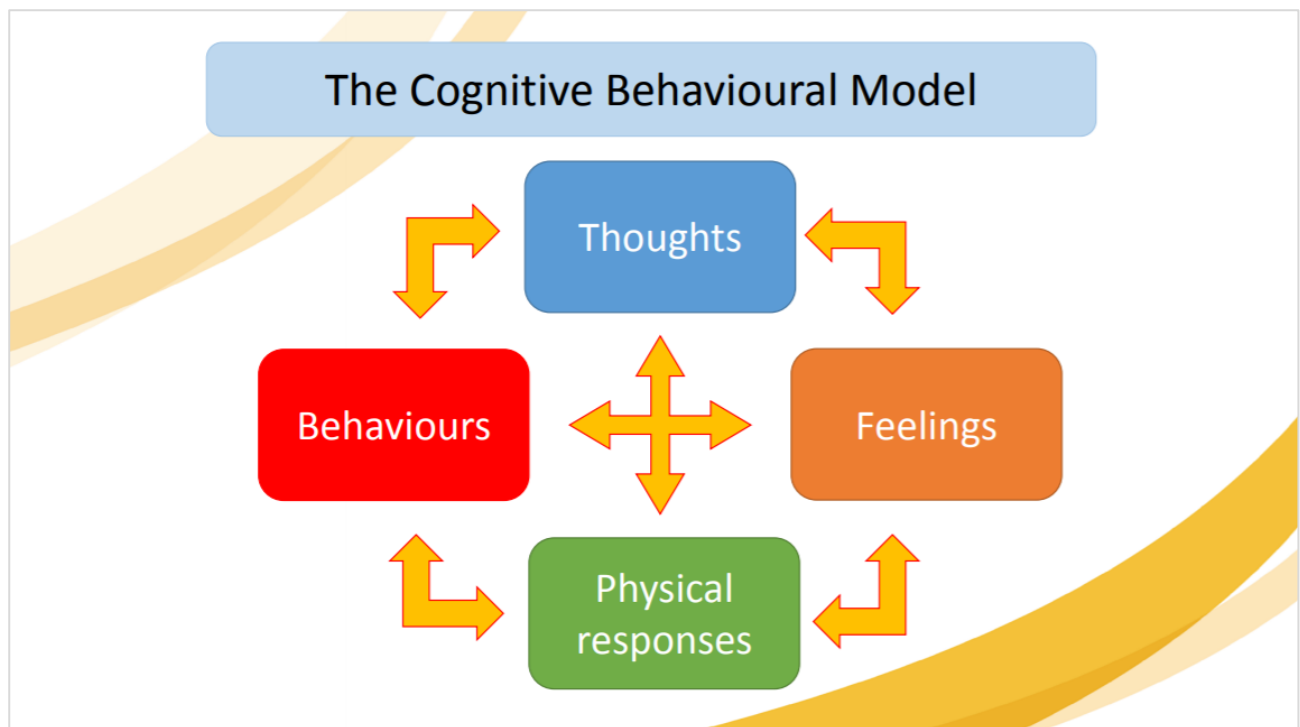 The Cognitive Behavioural Model
Thoughts
Behaviours
Feelings
Physical
responses